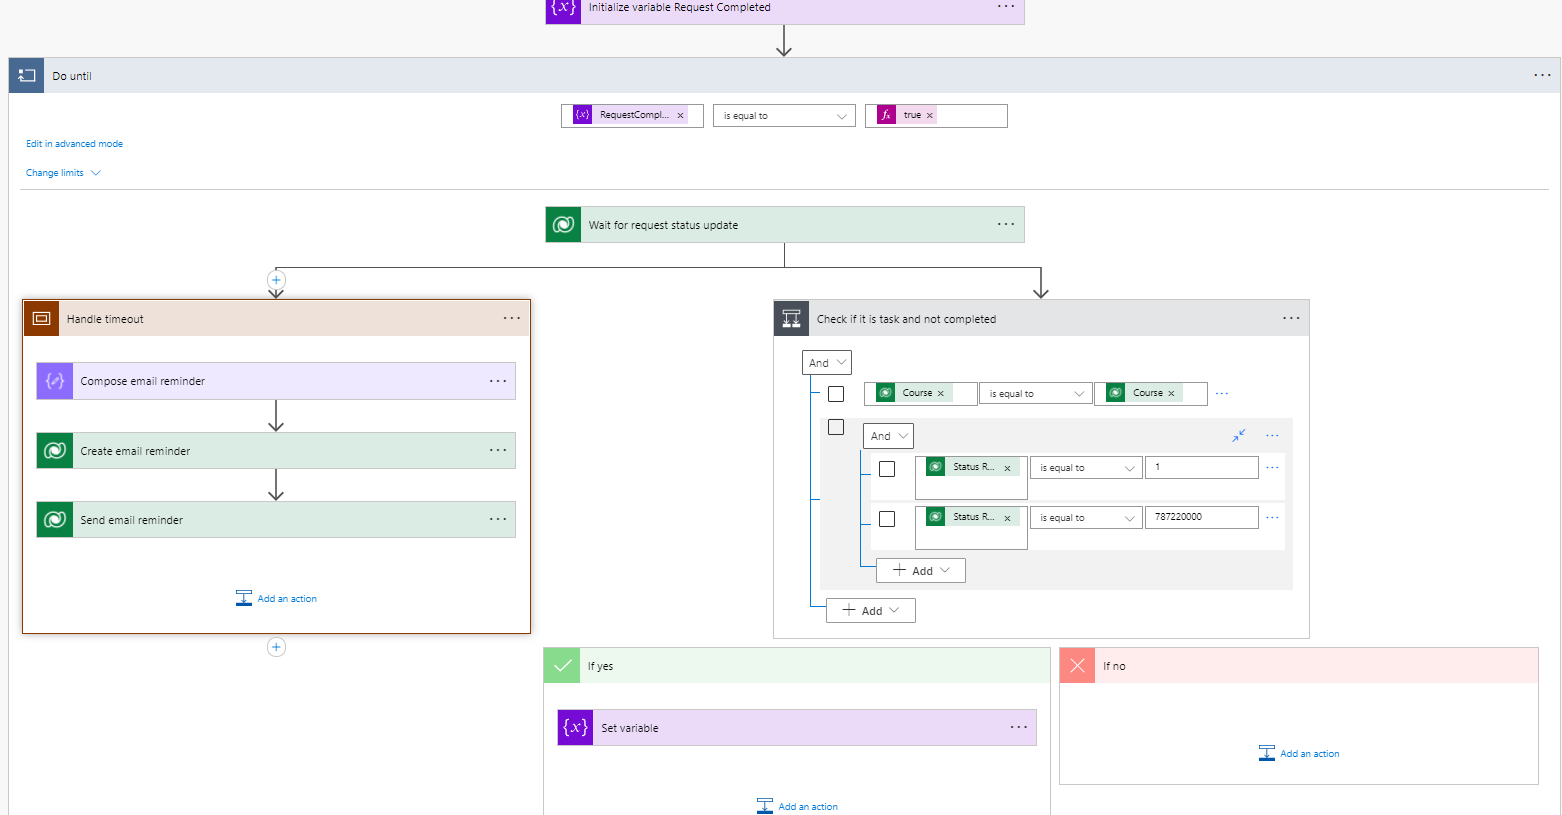 Initialize variable Request Completed
Do until
RequestCompl... is equal to true
Edit in advanced mode
Change limits
Wait for request status update
Handle timeout
Compose email reminder
Create email reminder
Send email reminder
Add an action
Check if it is task and not completed
And
Course is equal to Course
And
Status R... is equal to 1
Status R... is equal to 787220000
Add
Add
If yes
Set variable
Add an action
If no
Add an action